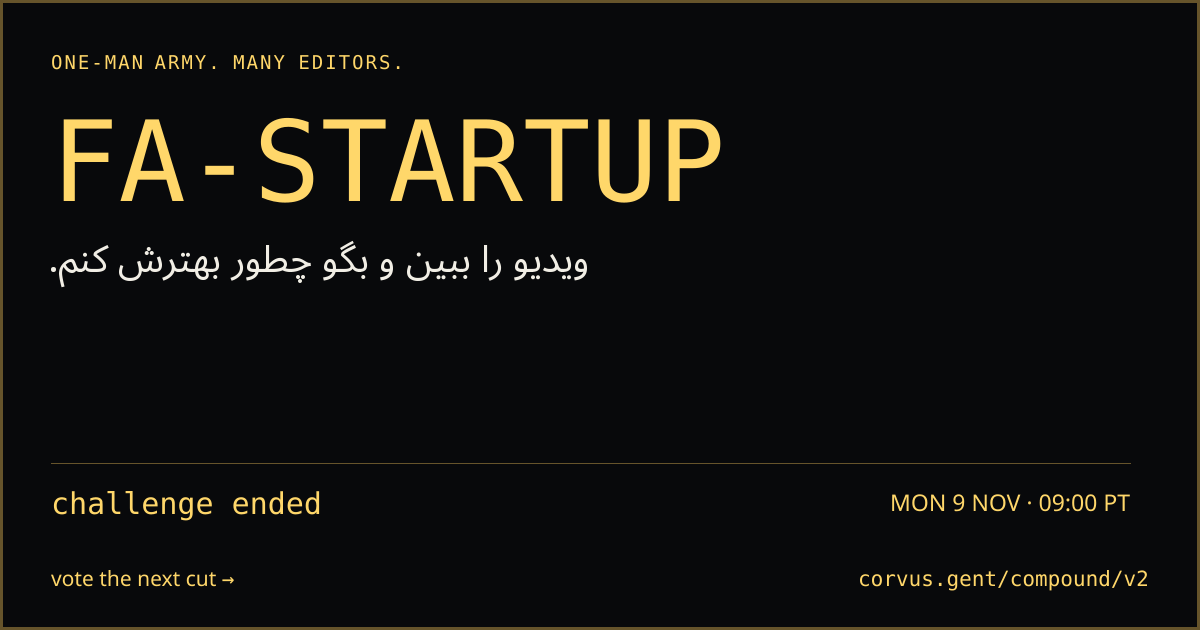 ONE-MAN ARMY. MANY EDITORS.
FA-STARTUP
ویدیو را ببین و بگو چطور بهترش کنم.
challenge ended
MON 9 NOV · 09:00 PT
vote the next cut →
corvus.gent/compound/v2